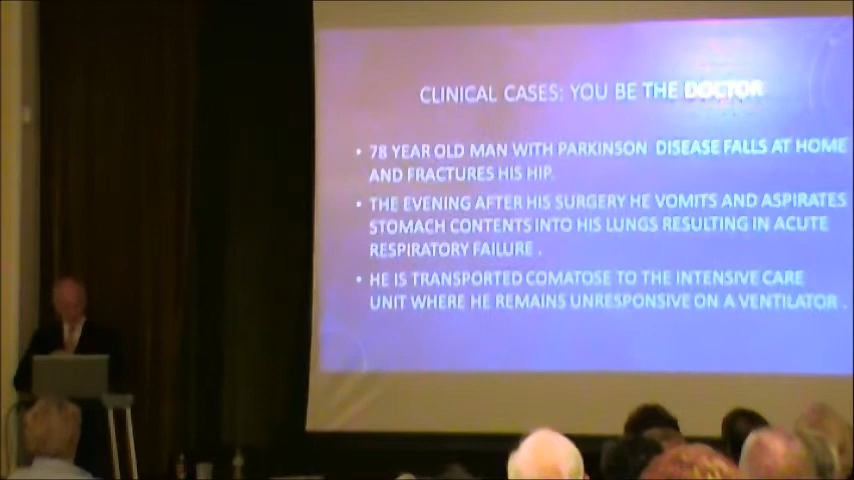 CLINICAL CASES: YOU BE THE DOCTOR
• 78 YEAR OLD MAN WITH PARKINSON DISEASE FALLS AT HOME
AND FRACTURES HIS HIP.
• THE EVENING AFTER HIS SURGERY HE VOMITS AND ASPIRATES
STOMACH CONTENTS INTO HIS LUNGS RESULTING IN ACUTE
RESPIRATORY FAILURE .
• HE IS TRANSPORTED COMATOSE TO THE INTENSIVE CARE
UNIT WHERE HE REMAINS UNRESPONSIVE ON A VENTILATOR .